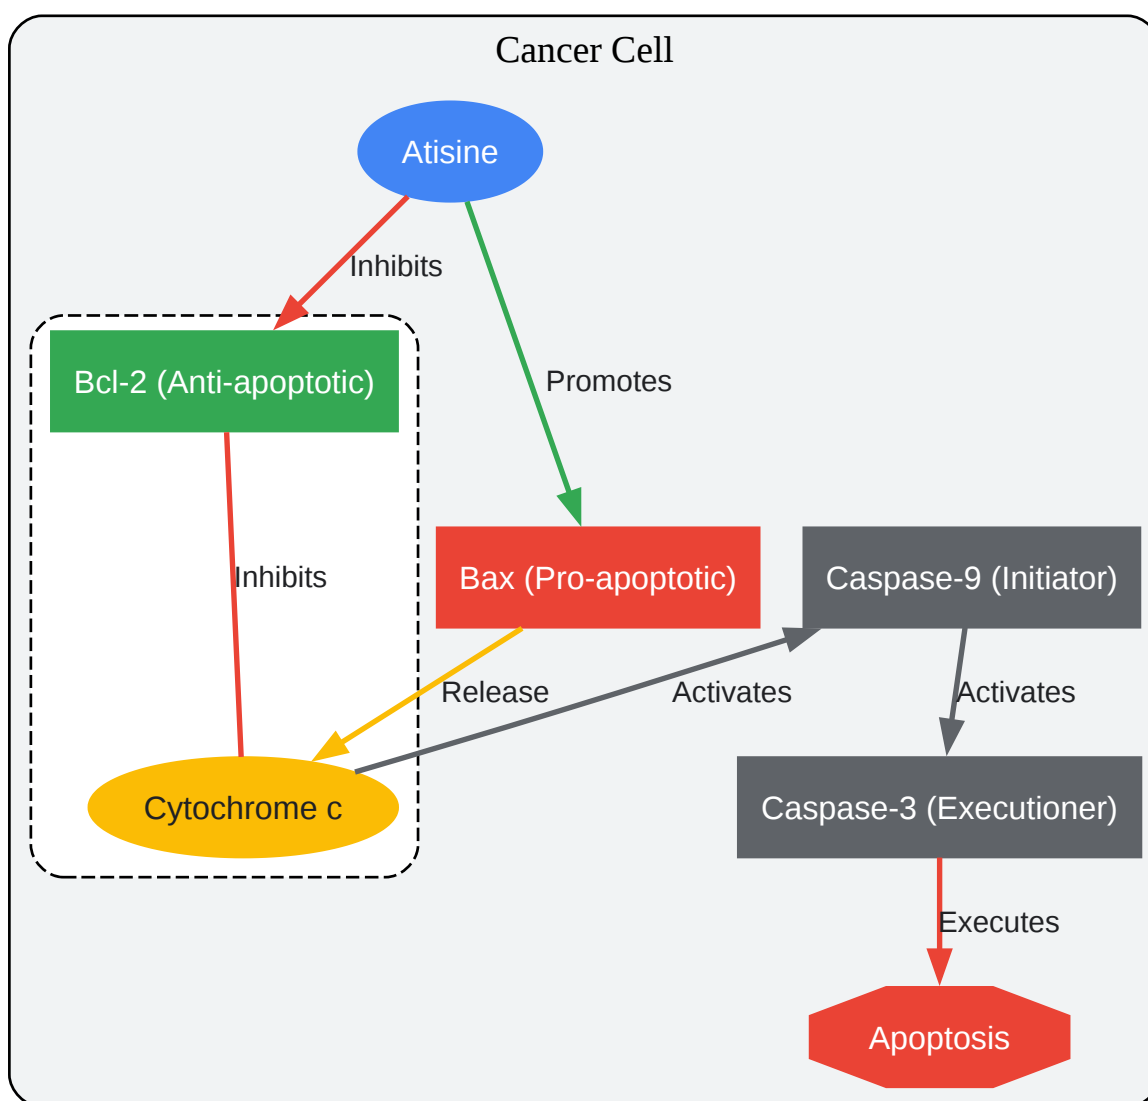 Cancer Cell
Atisine
Inhibits
Bcl-2 (Anti-apoptotic)
Promotes
Inhibits
Bax (Pro-apoptotic)
Caspase-9 (Initiator)
Release
Activates
Activates
Cytochrome c
Caspase-3 (Executioner)
Executes
Apoptosis